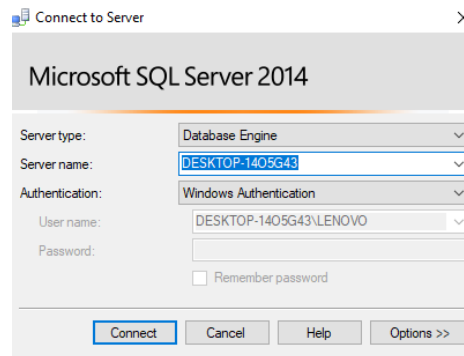 Connect to Server
Microsoft SQL Server 2014
Server type: Database Engine
Server name: DESKTOP-14O5G43
Authentication: Windows Authentication
User name: DESKTOP-14O5G43\LENOVO
Password:
Remember password
Connect Cancel Help Options >>